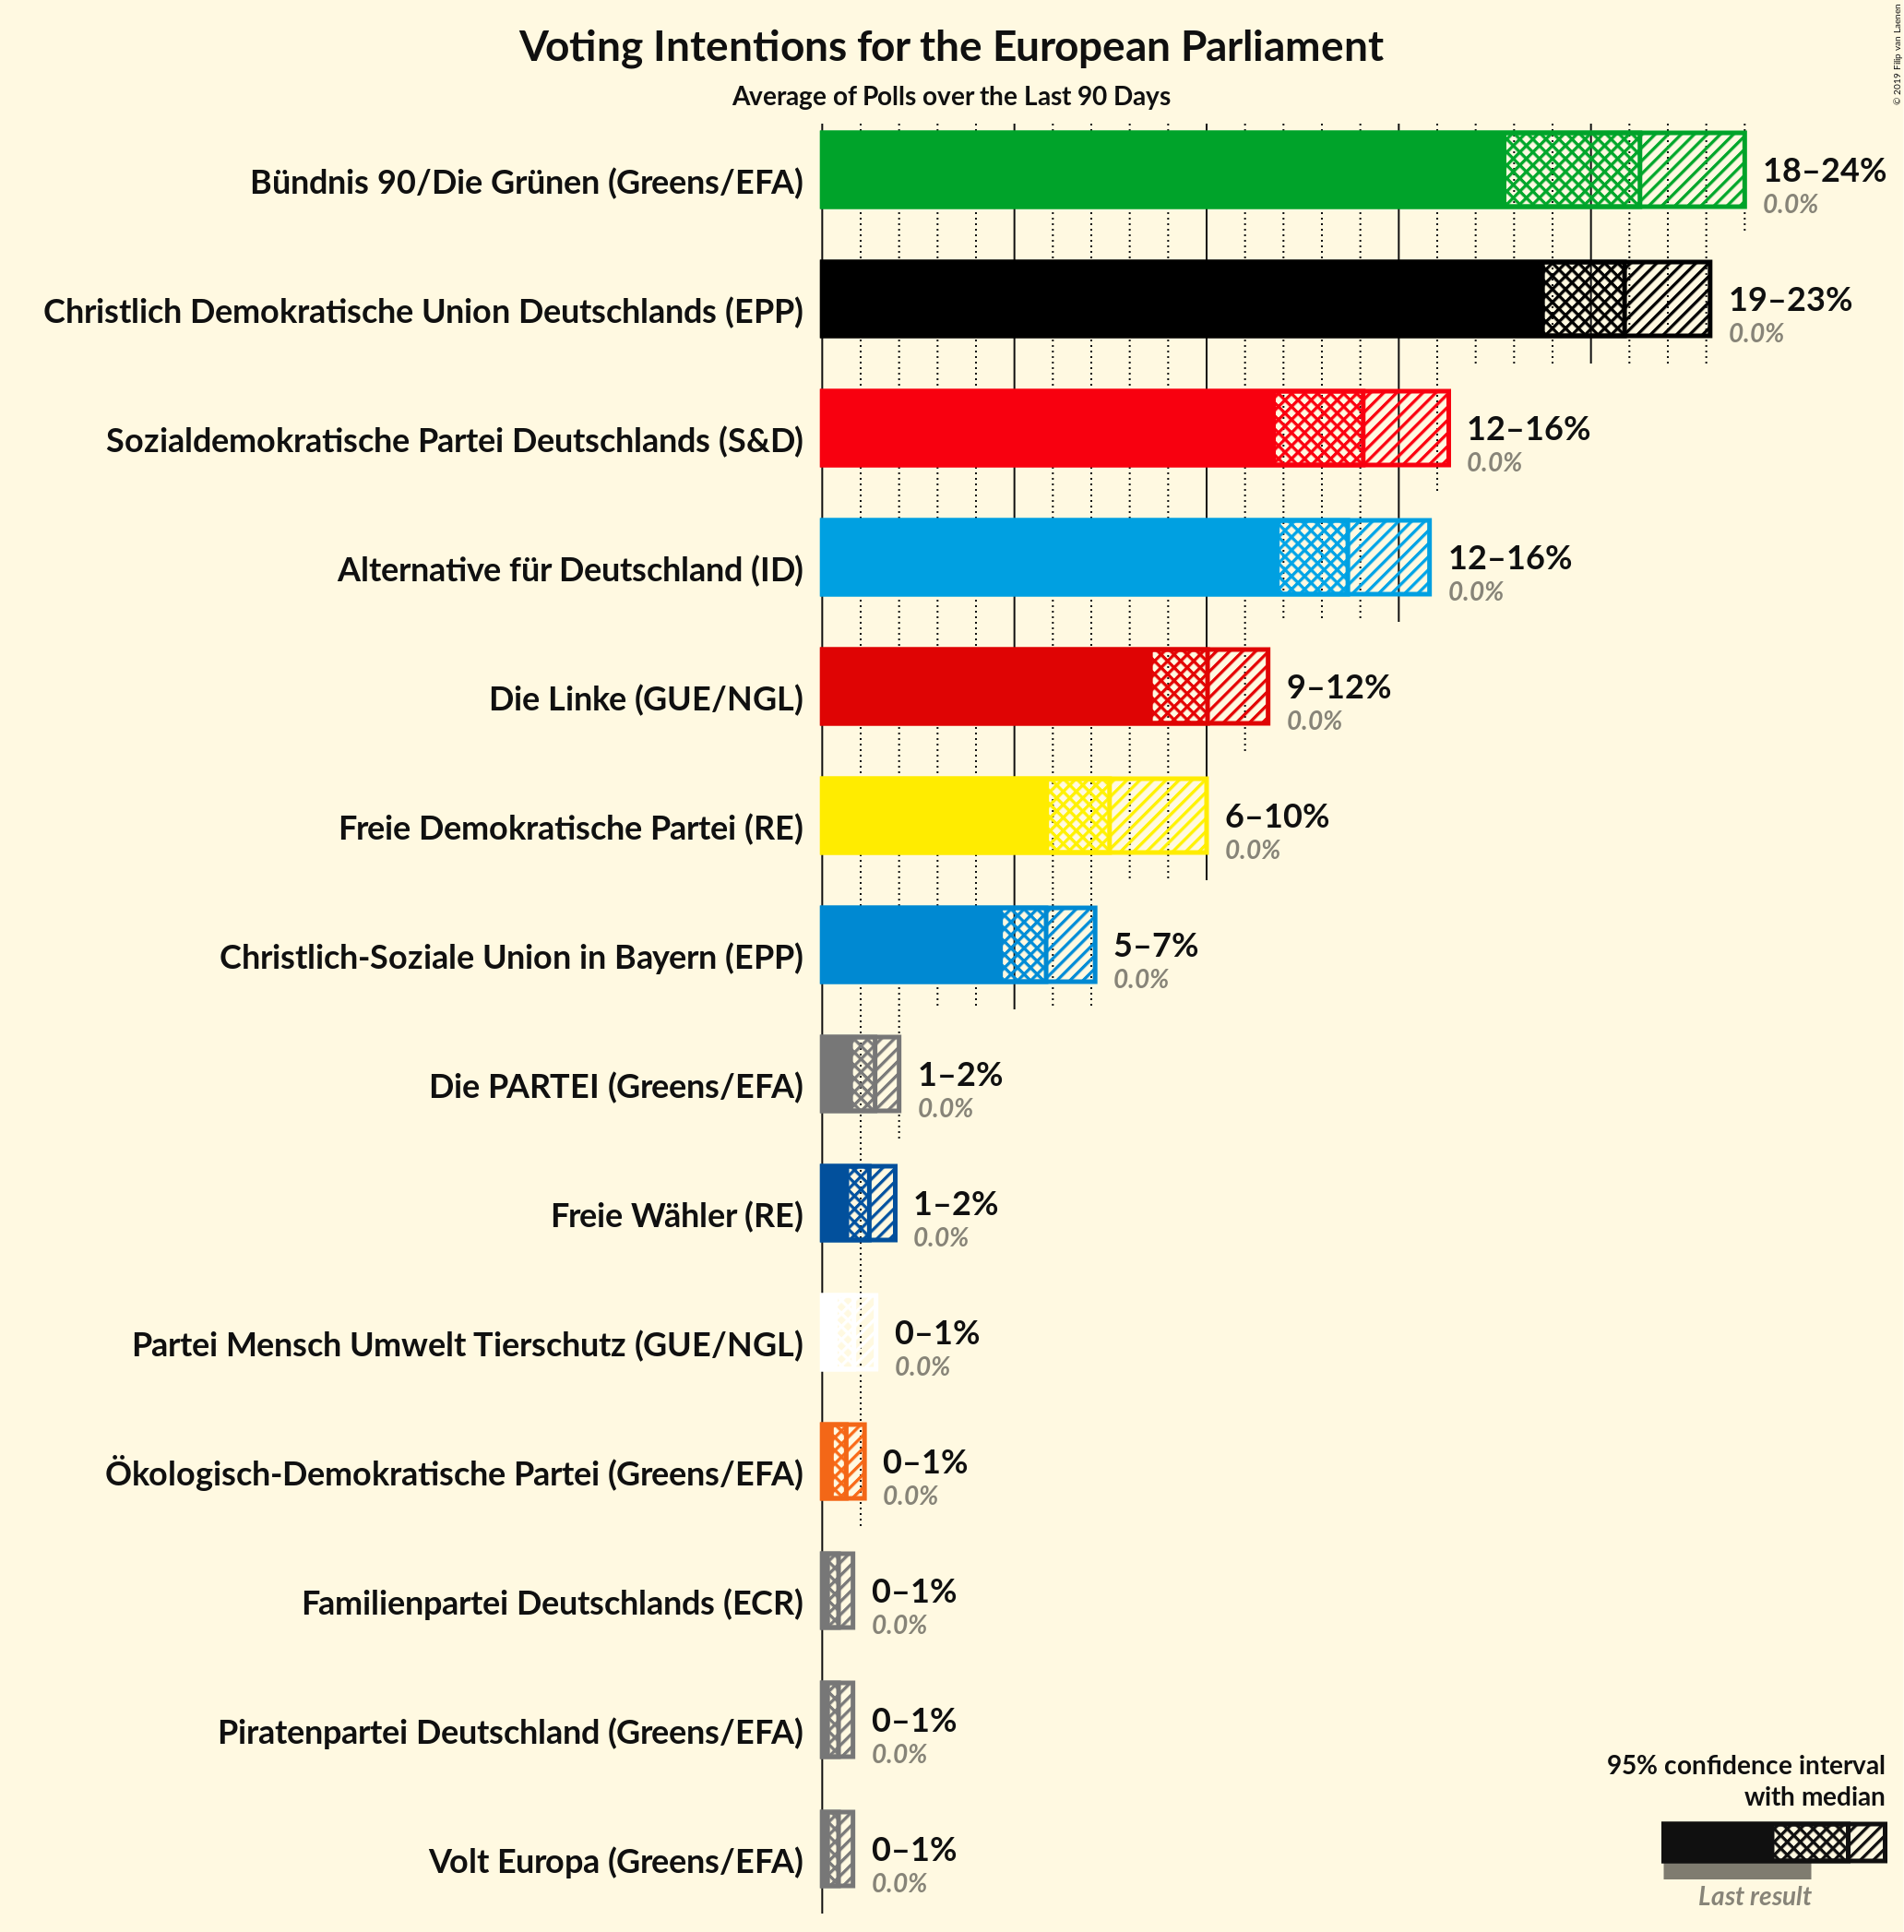 © 2019 Filip van Laenen
Voting Intentions for the European Parliament
Average of Polls over the Last 90 Days
Bündnis 90/Die Grünen (Greens/EFA)
18–24%
0.0%
Christlich Demokratische Union Deutschlands (EPP)
19–23%
0.0%
Sozialdemokratische Partei Deutschlands (S&D)
12–16%
0.0%
Alternative für Deutschland (ID)
12–16%
0.0%
Die Linke (GUE/NGL)
9–12%
0.0%
Freie Demokratische Partei (RE)
6–10%
0.0%
Christlich-Soziale Union in Bayern (EPP)
5–7%
0.0%
Die PARTEI (Greens/EFA)
1–2%
0.0%
Freie Wähler (RE)
1–2%
0.0%
Partei Mensch Umwelt Tierschutz (GUE/NGL)
0–1%
0.0%
Ökologisch-Demokratische Partei (Greens/EFA)
0–1%
0.0%
Familienpartei Deutschlands (ECR)
0–1%
0.0%
Piratenpartei Deutschland (Greens/EFA)
0–1%
0.0%
Volt Europa (Greens/EFA)
0–1%
0.0%
95% confidence interval
with median
Last result